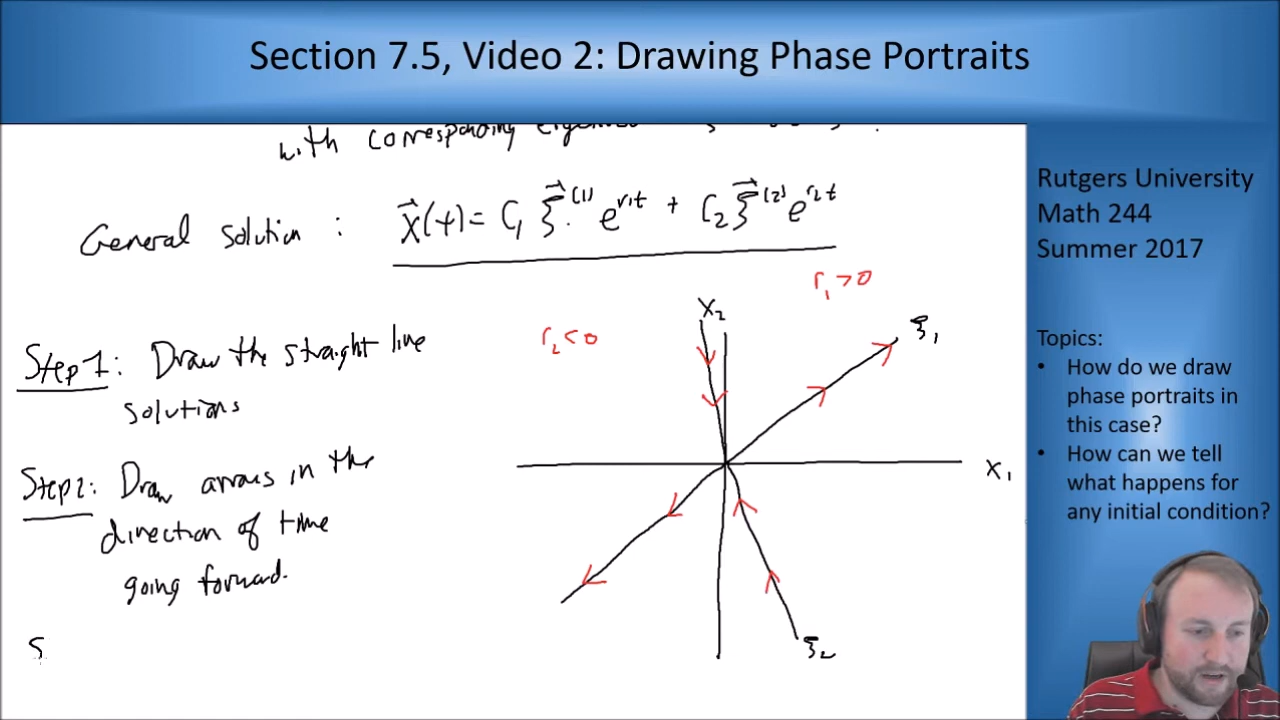 Section 7.5, Video 2: Drawing Phase Portraits
with corresponding
General solution : x⃗(t) = C₁ ξ⃗⁽¹⁾ e^{r₁t} + C₂ ξ⃗⁽²⁾ e^{r₂t}
r₁ > 0
r₂ < 0
x₂
ξ₁
x₁
ξ₂
Step 1: Draw the straight line
solutions
Step 2: Draw arrows in the
direction of time
going forward.
S
Rutgers University
Math 244
Summer 2017
Topics:
• How do we draw
phase portraits in
this case?
• How can we tell
what happens for
any initial condition?